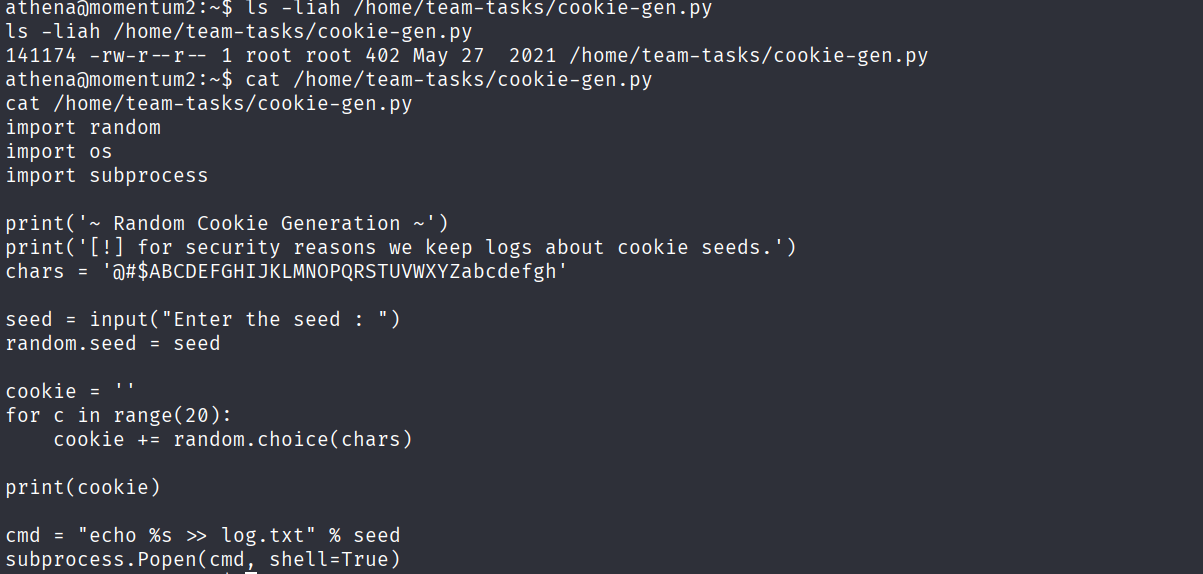 athena@momentum2:~$ ls -liah /home/team-tasks/cookie-gen.py
ls -liah /home/team-tasks/cookie-gen.py
141174 -rw-r--r-- 1 root root 402 May 27  2021 /home/team-tasks/cookie-gen.py
athena@momentum2:~$ cat /home/team-tasks/cookie-gen.py
cat /home/team-tasks/cookie-gen.py
import random
import os
import subprocess

print('~ Random Cookie Generation ~')
print('[!] for security reasons we keep logs about cookie seeds.')
chars = '@#$ABCDEFGHIJKLMNOPQRSTUVWXYZabcdefgh'

seed = input("Enter the seed : ")
random.seed = seed

cookie = ''
for c in range(20):
    cookie += random.choice(chars)

print(cookie)

cmd = "echo %s >> log.txt" % seed
subprocess.Popen(cmd, shell=True)